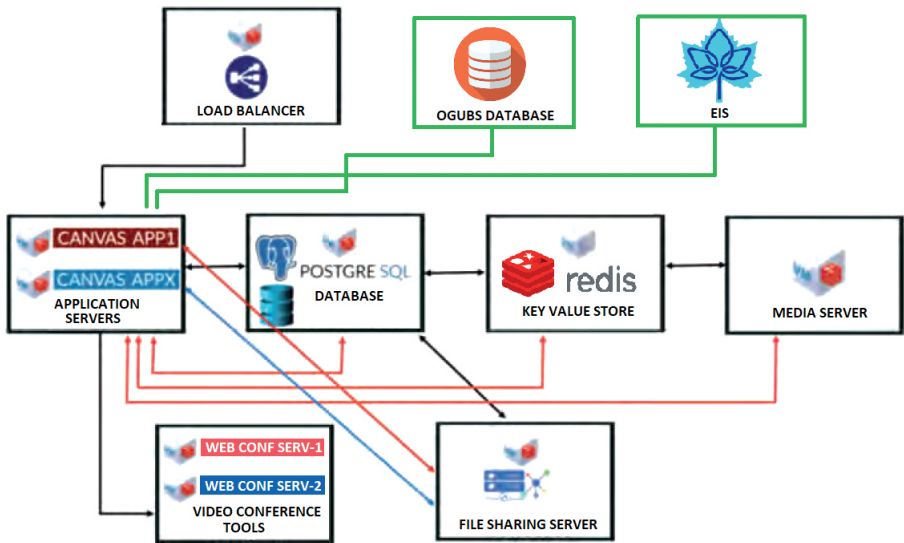 LOAD BALANCER
OGUBS DATABASE
EIS
CANVAS APP1
CANVAS APPX
APPLICATION
SERVERS
POSTGRE SQL
DATABASE
redis
KEY VALUE STORE
MEDIA SERVER
WEB CONF SERV-1
WEB CONF SERV-2
VIDEO CONFERENCE
TOOLS
FILE SHARING SERVER